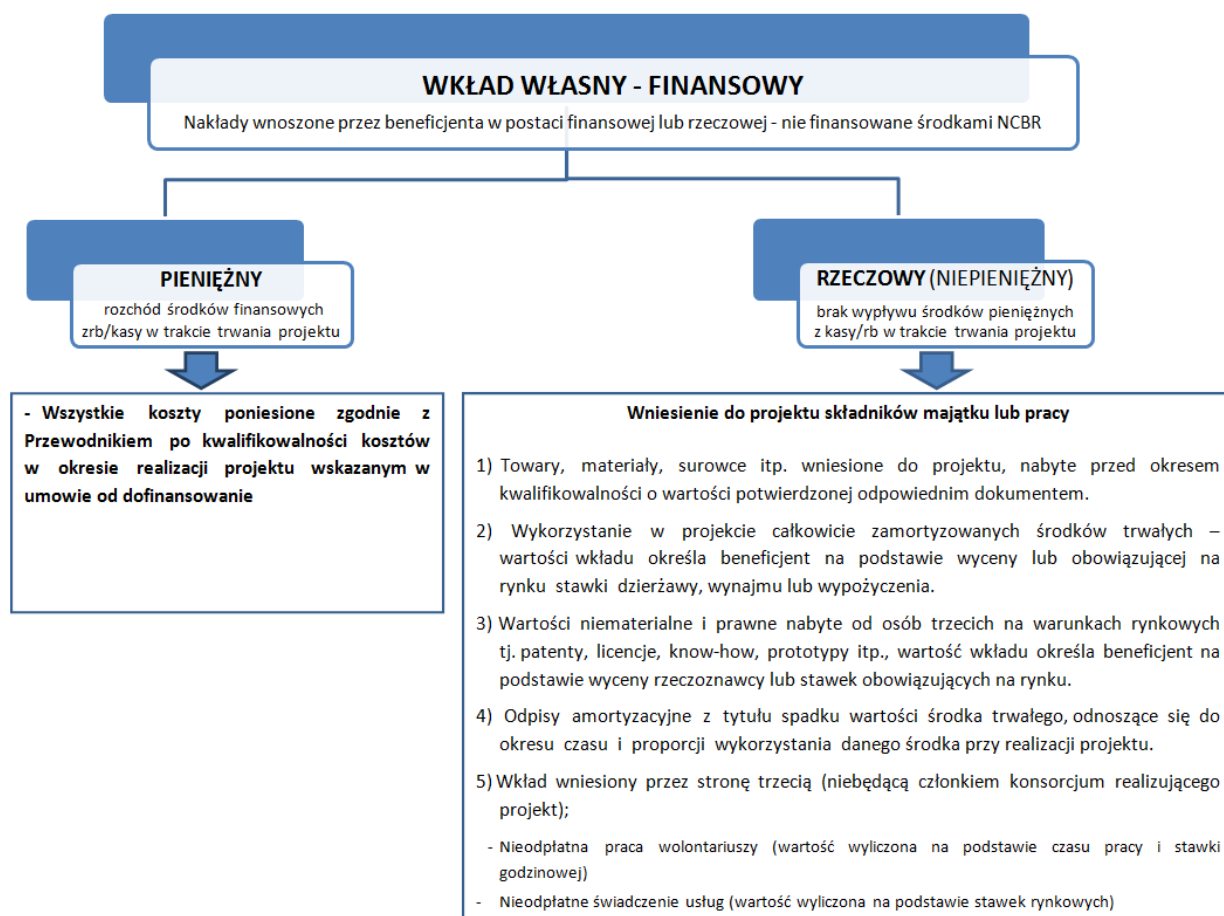 WKŁAD WŁASNY - FINANSOWY
Nakłady wnoszone przez beneficjenta w postaci finansowej lub rzeczowej - nie finansowane środkami NCBR
PIENIĘŻNY
rozchód środków finansowych
zrb/kasy w trakcie trwania projektu
- Wszystkie koszty poniesione zgodnie z
Przewodnikiem po kwalifikowalności kosztów
w okresie realizacji projektu wskazanym w
umowie od dofinansowanie
RZECZOWY (NIEPIENIĘŻNY)
brak wypływu środków pieniężnych
z kasy/rb w trakcie trwania projektu
Wniesienie do projektu składników majątku lub pracy
1) Towary, materiały, surowce itp. wniesione do projektu, nabyte przed okresem
kwalifikowalności o wartości potwierdzonej odpowiednim dokumentem.
2) Wykorzystanie w projekcie całkowicie zamortyzowanych środków trwałych –
wartości wkładu określa beneficjent na podstawie wyceny lub obowiązującej na
rynku stawki dzierżawy, wynajmu lub wypożyczenia.
3) Wartości niematerialne i prawne nabyte od osób trzecich na warunkach rynkowych
tj. patenty, licencje, know-how, prototypy itp., wartość wkładu określa beneficjent na
podstawie wyceny rzeczoznawcy lub stawek obowiązujących na rynku.
4) Odpisy amortyzacyjne z tytułu spadku wartości środka trwałego, odnoszące się do
okresu czasu i proporcji wykorzystania danego środka przy realizacji projektu.
5) Wkład wniesiony przez stronę trzecią (niebędącą członkiem konsorcjum realizującego
projekt);
- Nieodpłatna praca wolontariuszy (wartość wyliczona na podstawie czasu pracy i stawki
godzinowej)
- Nieodpłatne świadczenie usług (wartość wyliczona na podstawie stawek rynkowych)